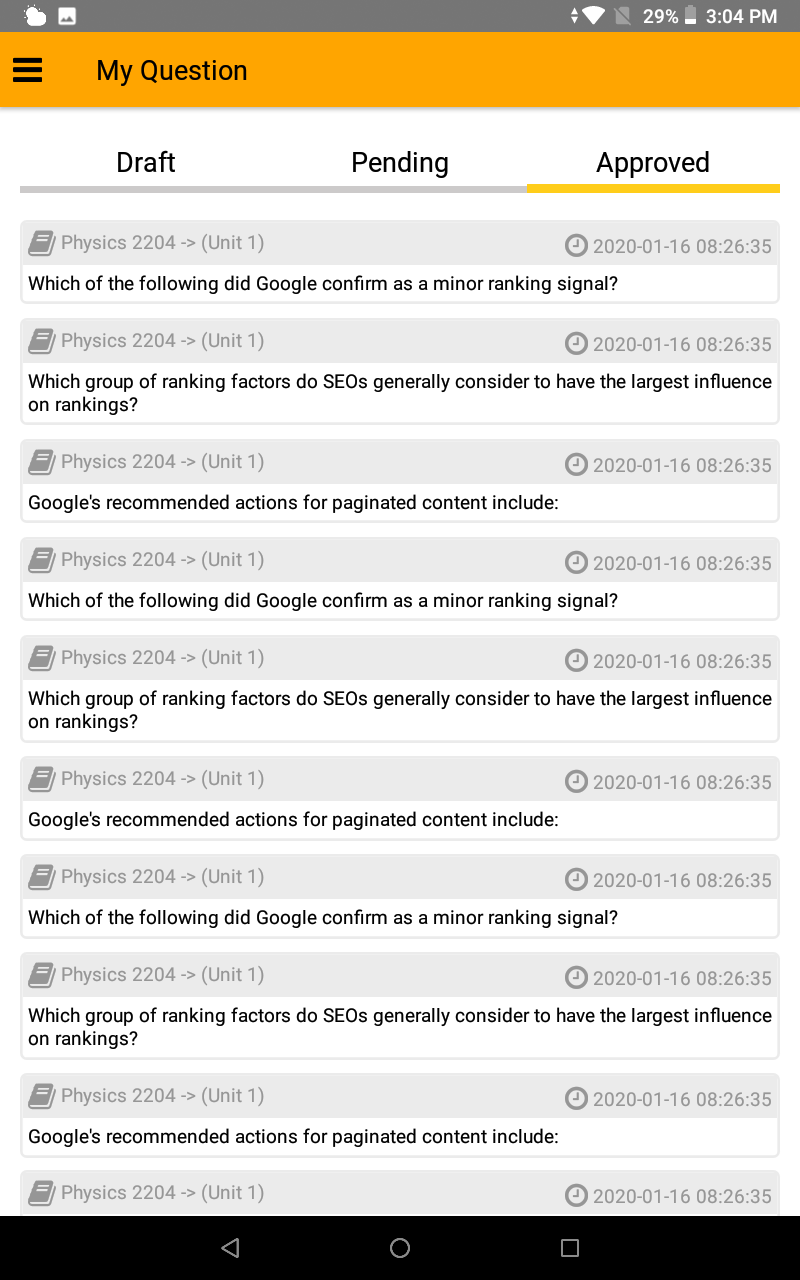 29% 3:04 PM
My Question
Draft Pending Approved
Physics 2204 -> (Unit 1) 2020-01-16 08:26:35
Which of the following did Google confirm as a minor ranking signal?
Physics 2204 -> (Unit 1) 2020-01-16 08:26:35
Which group of ranking factors do SEOs generally consider to have the largest influence
on rankings?
Physics 2204 -> (Unit 1) 2020-01-16 08:26:35
Google's recommended actions for paginated content include:
Physics 2204 -> (Unit 1) 2020-01-16 08:26:35
Which of the following did Google confirm as a minor ranking signal?
Physics 2204 -> (Unit 1) 2020-01-16 08:26:35
Which group of ranking factors do SEOs generally consider to have the largest influence
on rankings?
Physics 2204 -> (Unit 1) 2020-01-16 08:26:35
Google's recommended actions for paginated content include:
Physics 2204 -> (Unit 1) 2020-01-16 08:26:35
Which of the following did Google confirm as a minor ranking signal?
Physics 2204 -> (Unit 1) 2020-01-16 08:26:35
Which group of ranking factors do SEOs generally consider to have the largest influence
on rankings?
Physics 2204 -> (Unit 1) 2020-01-16 08:26:35
Google's recommended actions for paginated content include:
Physics 2204 -> (Unit 1) 2020-01-16 08:26:35